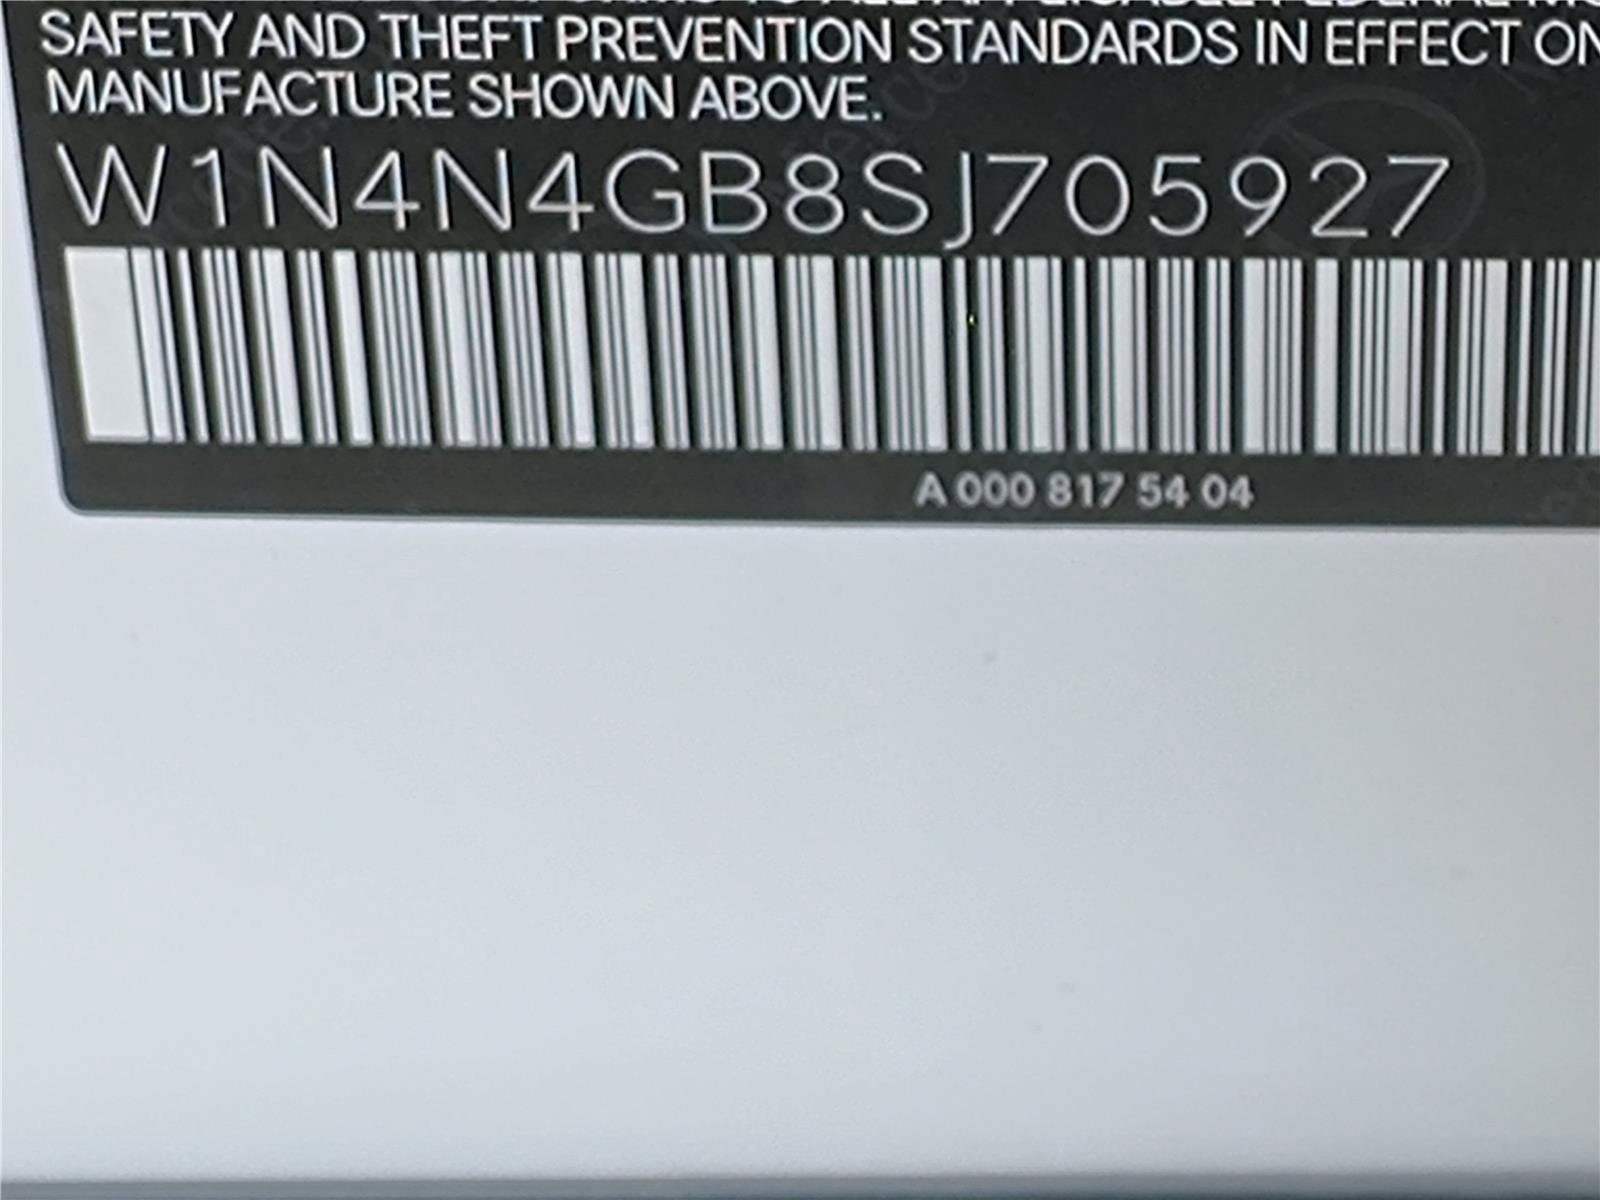 SAFETY AND THEFT PREVENTION STANDARDS IN EFFECT ON
MANUFACTURE SHOWN ABOVE.
W1N4N4GB8SJ705927
A 000 817 54 04